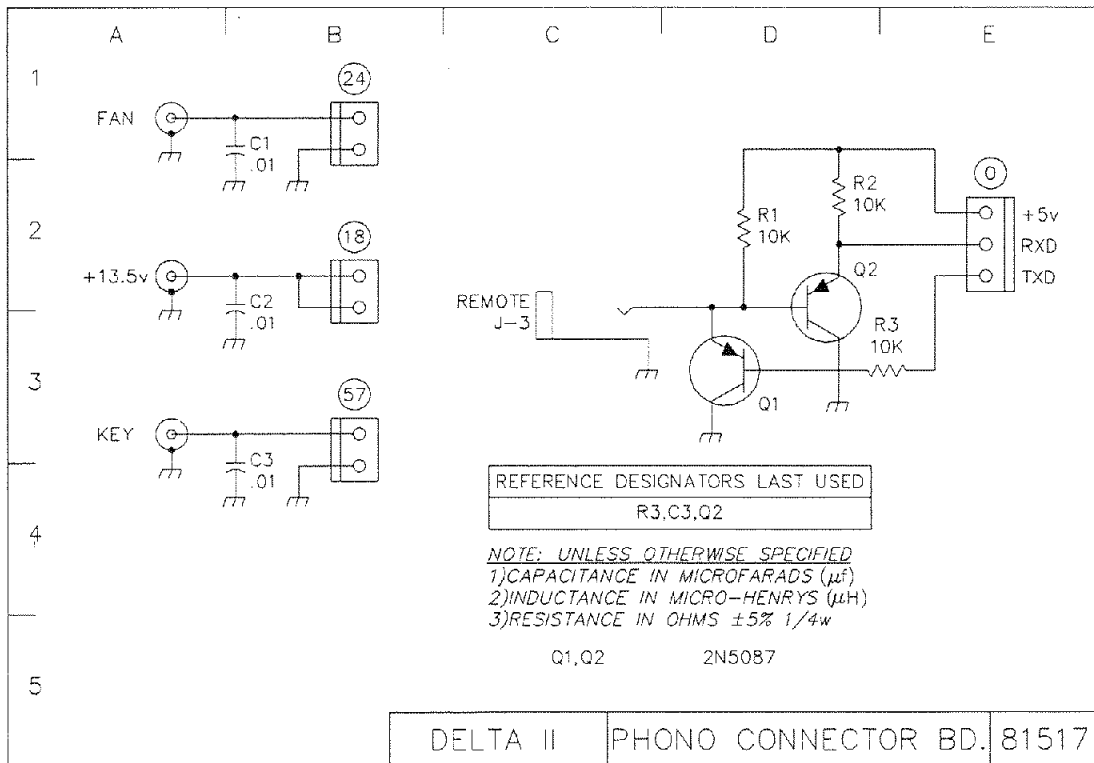 A B C D E
1
2
3
4
5
24
FAN
C1
.01
18
+13.5v
C2
.01
57
KEY
C3
.01
REMOTE
J-3
R1
10K
R2
10K
Q2
R3
10K
Q1
0
+5v
RXD
TXD
REFERENCE DESIGNATORS LAST USED
R3,C3,Q2
NOTE: UNLESS OTHERWISE SPECIFIED
1)CAPACITANCE IN MICROFARADS (µf)
2)INDUCTANCE IN MICRO-HENRYS (µH)
3)RESISTANCE IN OHMS ±5% 1/4w
Q1,Q2 2N5087
DELTA II PHONO CONNECTOR BD. 81517